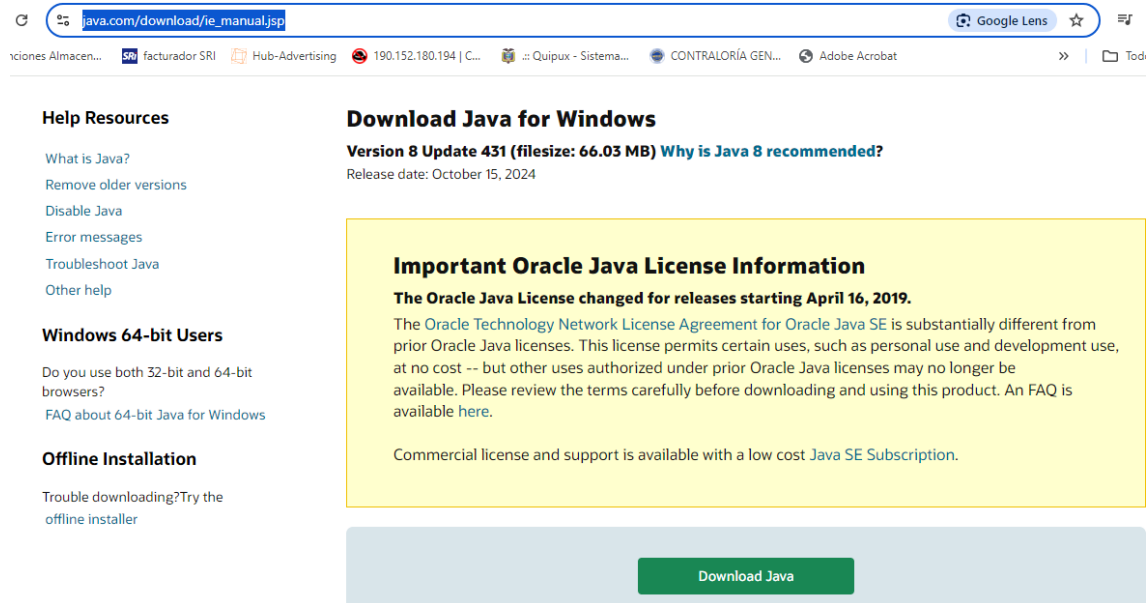 java.com/download/ie_manual.jsp
Google Lens
nciones Almacen...
SRi facturador SRI
Hub-Advertising
190.152.180.194 | C...
.:: Quipux - Sistema...
CONTRALORÍA GEN...
Adobe Acrobat
»
Todo
Help Resources
What is Java?
Remove older versions
Disable Java
Error messages
Troubleshoot Java
Other help
Windows 64-bit Users
Do you use both 32-bit and 64-bit
browsers?
FAQ about 64-bit Java for Windows
Offline Installation
Trouble downloading?Try the
offline installer
Download Java for Windows
Version 8 Update 431 (filesize: 66.03 MB) Why is Java 8 recommended?
Release date: October 15, 2024
Important Oracle Java License Information
The Oracle Java License changed for releases starting April 16, 2019.
The Oracle Technology Network License Agreement for Oracle Java SE is substantially different from
prior Oracle Java licenses. This license permits certain uses, such as personal use and development use,
at no cost -- but other uses authorized under prior Oracle Java licenses may no longer be
available. Please review the terms carefully before downloading and using this product. An FAQ is
available here.
Commercial license and support is available with a low cost Java SE Subscription.
Download Java